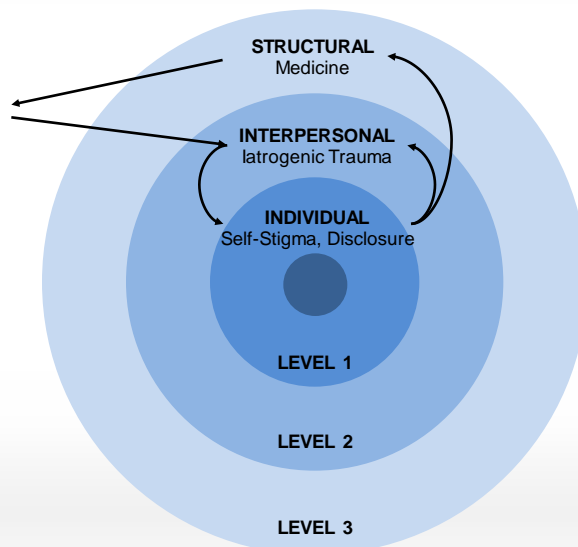 STRUCTURAL
Medicine
INTERPERSONAL
Iatrogenic Trauma
INDIVIDUAL
Self-Stigma, Disclosure
LEVEL 1
LEVEL 2
LEVEL 3